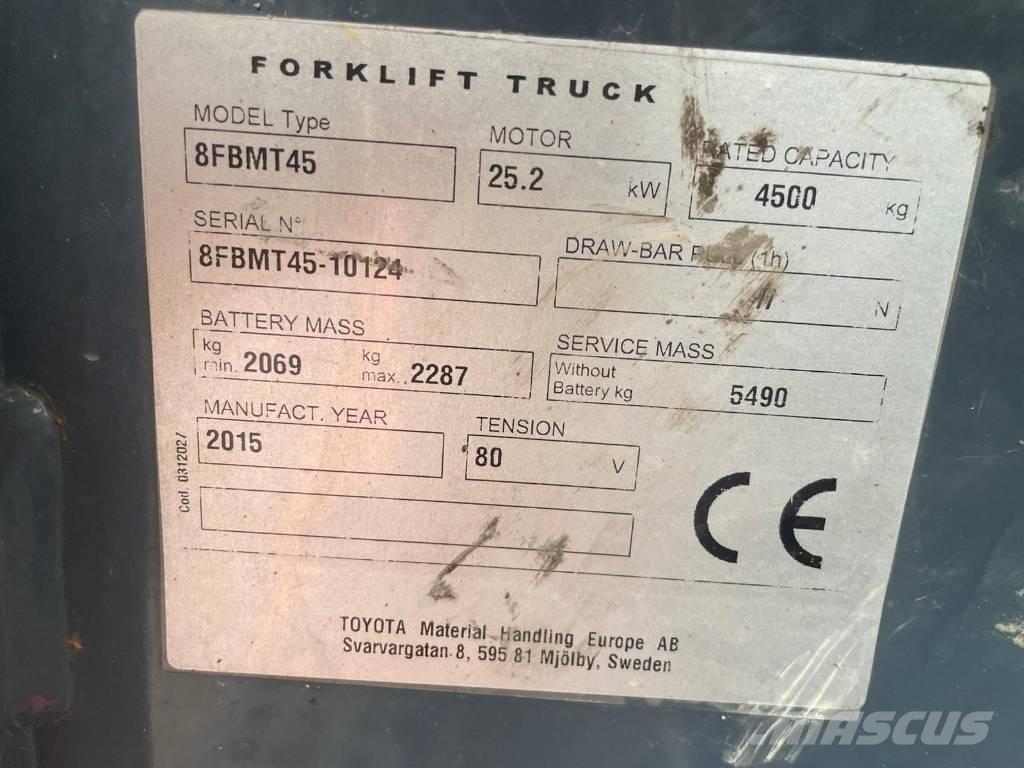 FORKLIFT TRUCK
MODEL Type
8FBMT45
MOTOR
25.2 kW
RATED CAPACITY
4500 kg
SERIAL N°
8FBMT45-10124
DRAW-BAR PULL (1h)
N
BATTERY MASS
kg min. 2069 kg max. 2287
SERVICE MASS
Without Battery kg 5490
MANUFACT. YEAR
2015
TENSION
80 V
Cod. 0312027
CE
TOYOTA Material Handling Europe AB
Svarvargatan 8, 595 81 Mjölby, Sweden
MASCUS